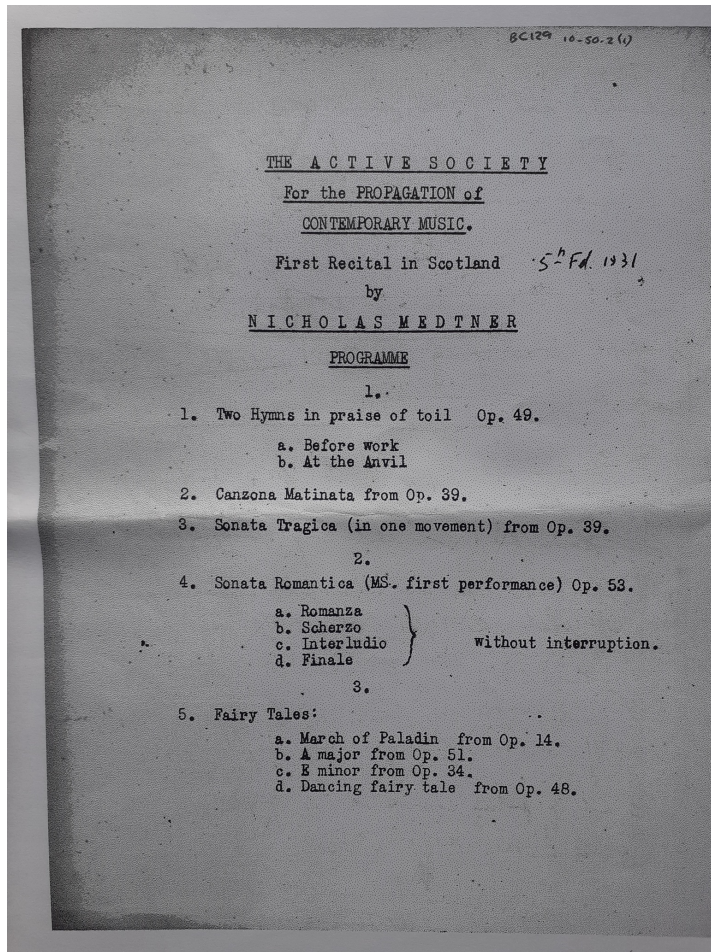 BC129 10-50.2(1)
THE ACTIVE SOCIETY
For the PROPAGATION of
CONTEMPORARY MUSIC.
First Recital in Scotland 5th Fd. 1931
by
NICHOLAS MEDTNER
PROGRAMME
1.
1. Two Hymns in praise of toil Op. 49.
a. Before work
b. At the Anvil
2. Canzona Matinata from Op. 39.
3. Sonata Tragica (in one movement) from Op. 39.
2.
4. Sonata Romantica (MS. first performance) Op. 53.
a. Romanza
b. Scherzo
c. Interludio without interruption.
d. Finale
3.
5. Fairy Tales:
a. March of Paladin from Op. 14.
b. A major from Op. 51.
c. E minor from Op. 34.
d. Dancing fairy tale from Op. 48.